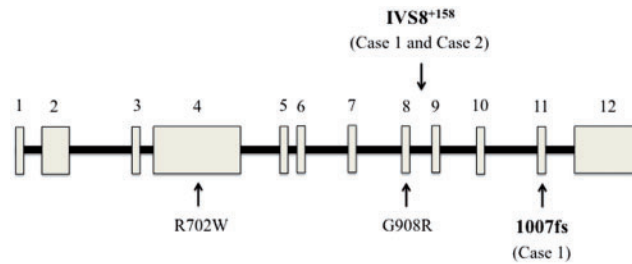 IVS8+158
(Case 1 and Case 2)
1 2 3 4 5 6 7 8 9 10 11 12
R702W G908R 1007fs
(Case 1)